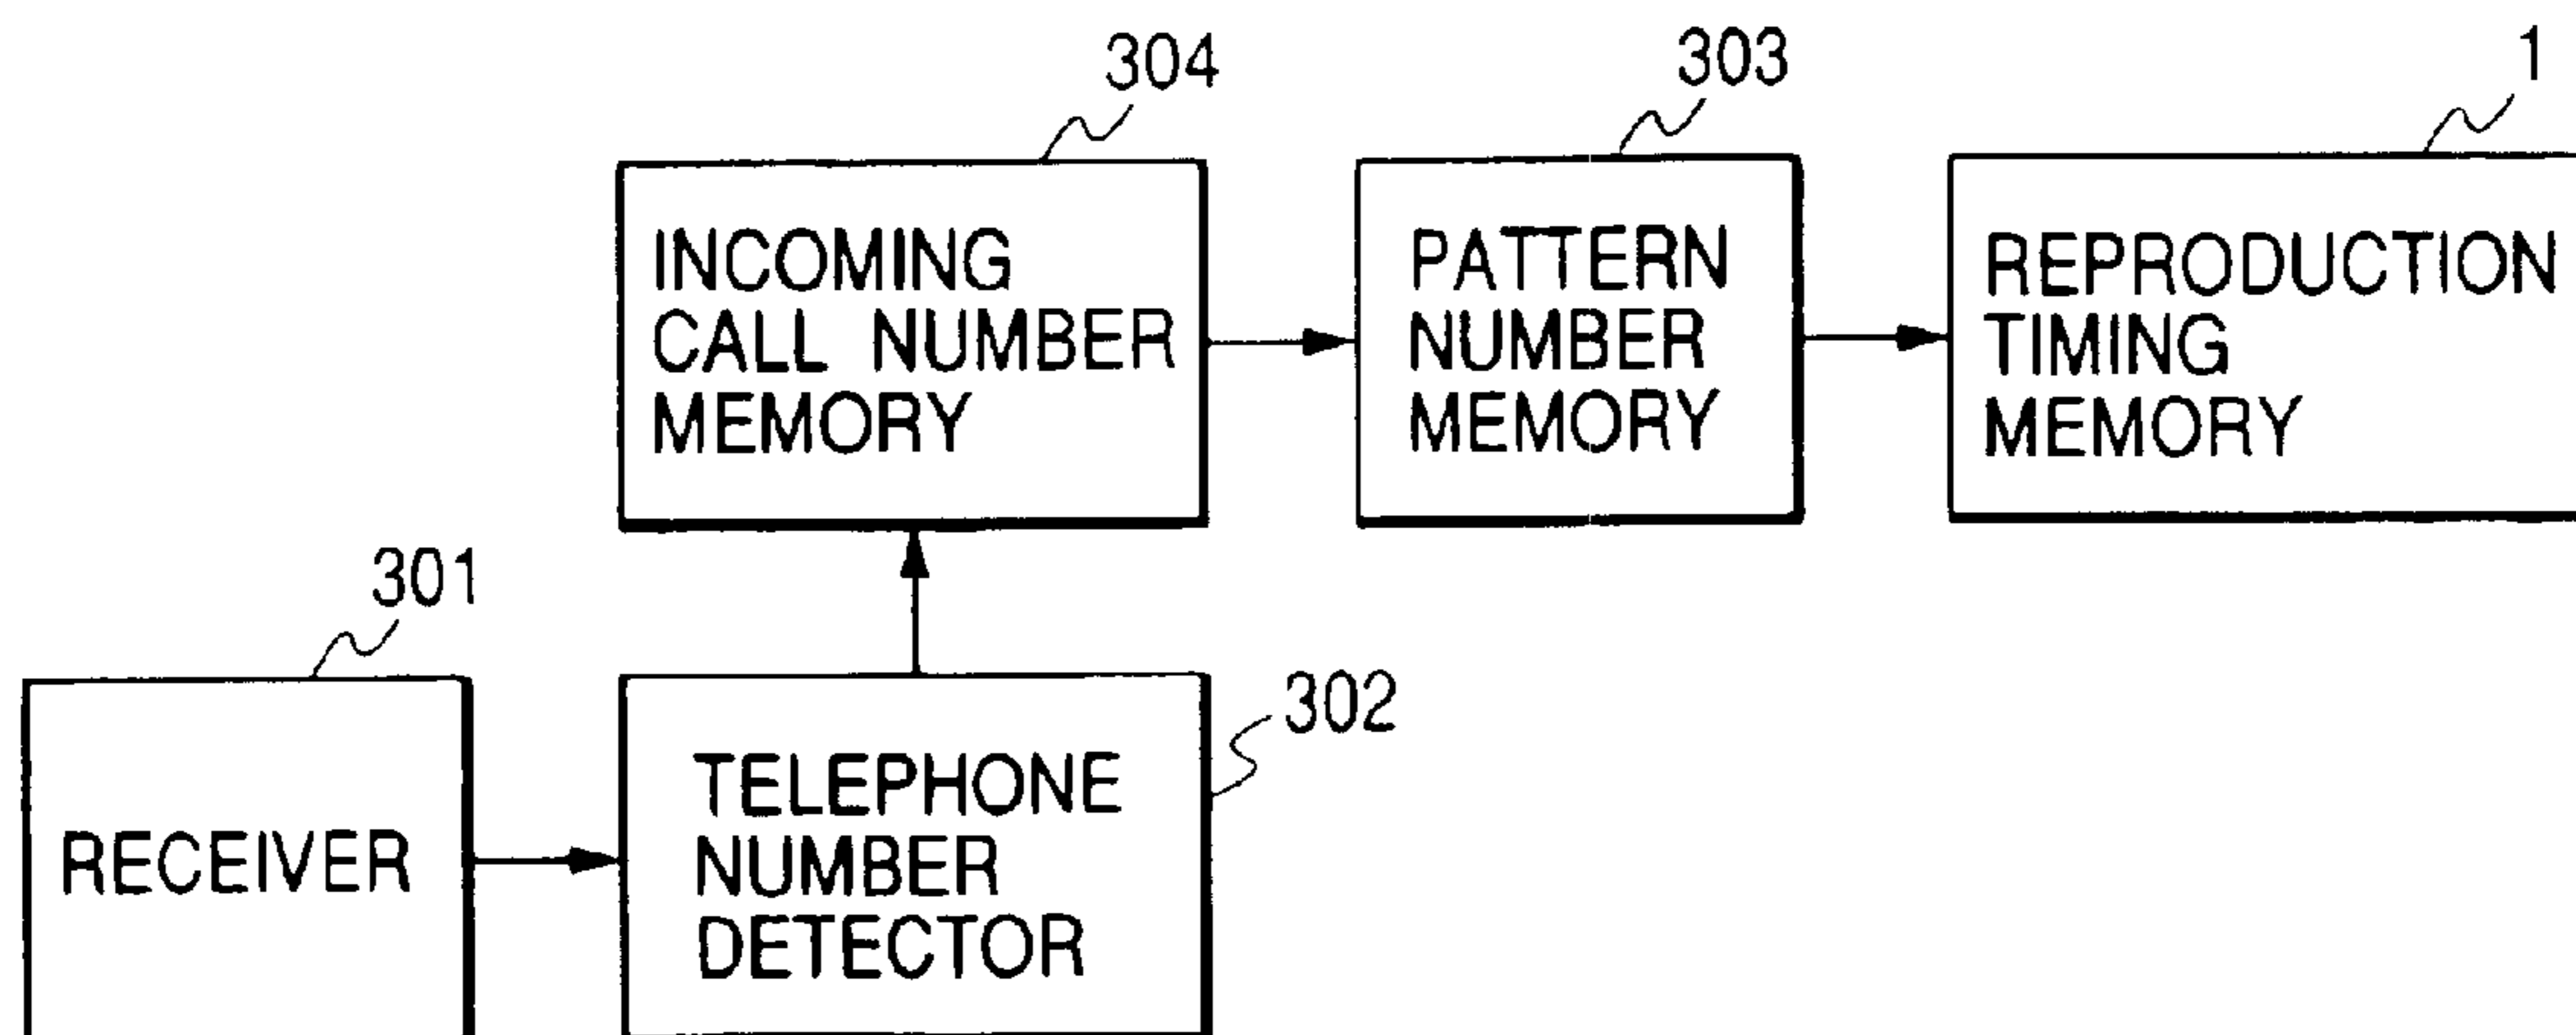 304
303
1
INCOMING
CALL NUMBER
MEMORY
PATTERN
NUMBER
MEMORY
REPRODUCTION
TIMING
MEMORY
301
302
RECEIVER
TELEPHONE
NUMBER
DETECTOR